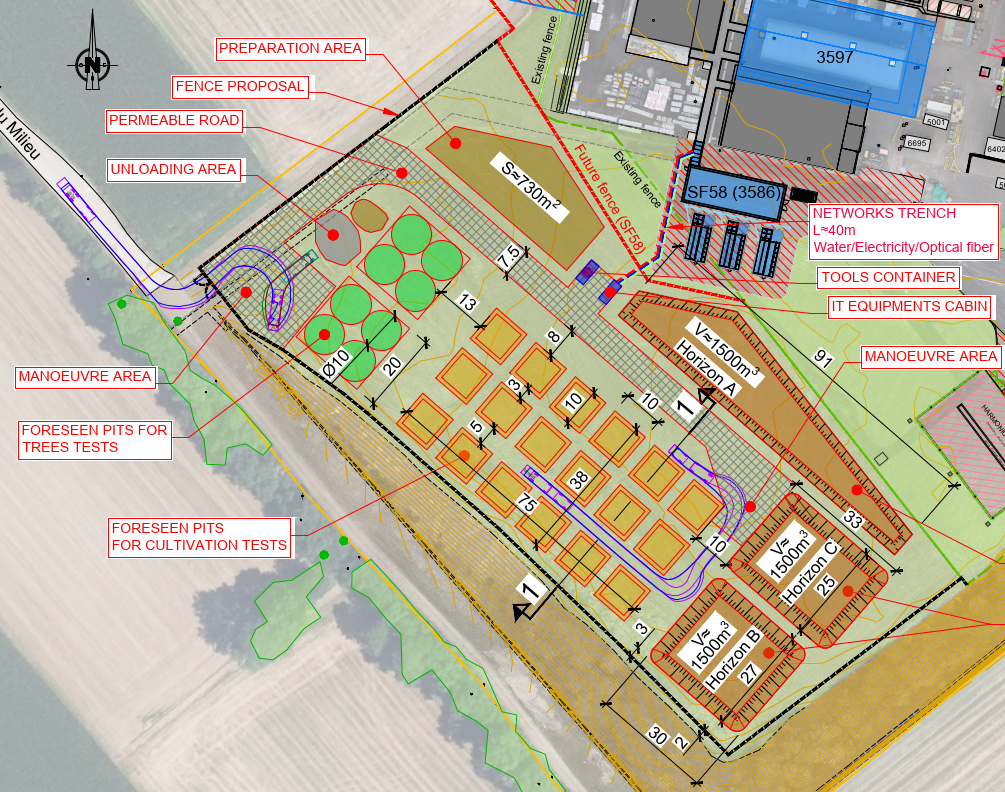 N
du Milieu
PREPARATION AREA
FENCE PROPOSAL
PERMEABLE ROAD
UNLOADING AREA
Existing fence
3597
5001
6695
6402
S≈730m²
Future fence (SF58)
Existing fence
SF58 (3586)
NETWORKS TRENCH
L≈40m
Water/Electricity/Optical fiber
TOOLS CONTAINER
IT EQUIPMENTS CABIN
MANOEUVRE AREA
7.5
13
8
V≈1500m³
Horizon A
91
Ø10
20
3
10
10
1
5
38
75
33
10
MANOEUVRE AREA
FORESEEN PITS FOR
TREES TESTS
FORESEEN PITS
FOR CULTIVATION TESTS
V≈
1500m³
Horizon C
25
1
3
V≈
1500m³
Horizon B
27
30
2